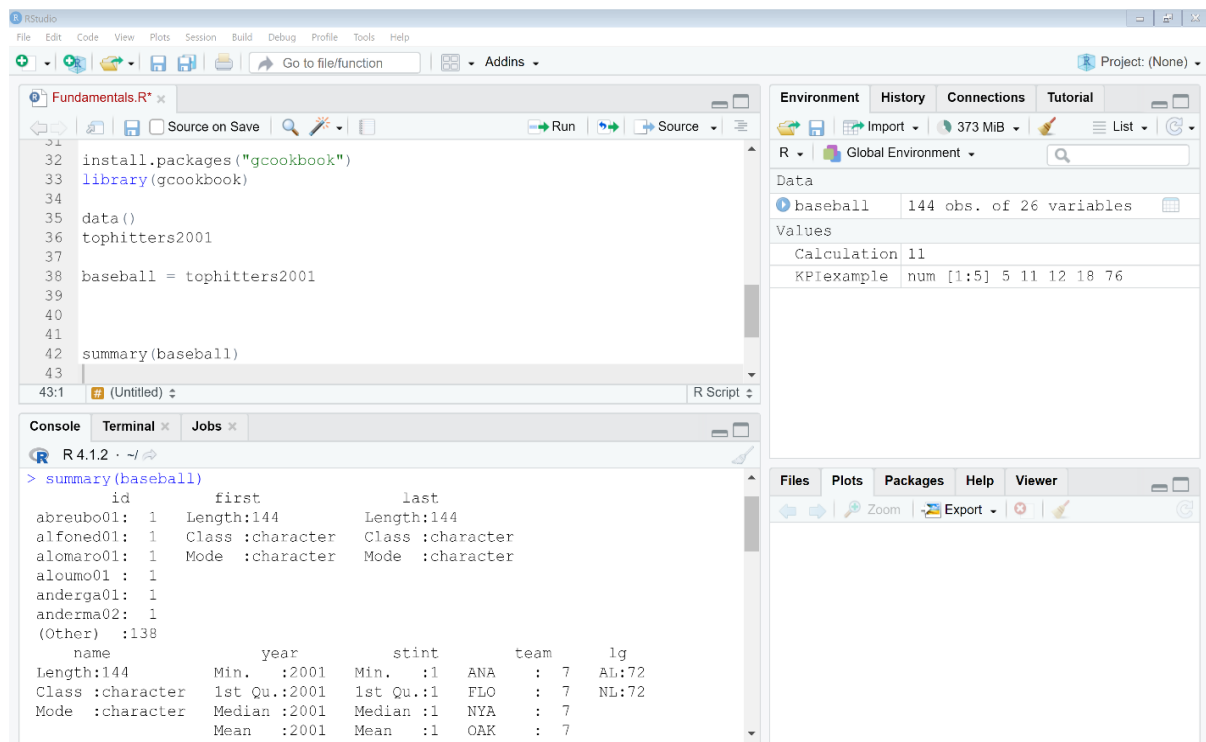 RStudio
File Edit Code View Plots Session Build Debug Profile Tools Help
Go to file/function Addins Project: (None)
Fundamentals.R*
Source on Save Run Source
31
32 install.packages("gcookbook")
33 library(gcookbook)
34
35 data()
36 tophitters2001
37
38 baseball = tophitters2001
39
40
41
42 summary(baseball)
43
43:1 # (Untitled) R Script
Console Terminal Jobs
R R 4.1.2 · ~/
> summary(baseball)
id first last
abreubo01: 1 Length:144 Length:144
alfoned01: 1 Class :character Class :character
alomaro01: 1 Mode :character Mode :character
aloumo01 : 1
anderga01: 1
anderma02: 1
(Other) :138
name year stint team lg
Length:144 Min. :2001 Min. :1 ANA : 7 AL:72
Class :character 1st Qu.:2001 1st Qu.:1 FLO : 7 NL:72
Mode :character Median :2001 Median :1 NYA : 7
Mean :2001 Mean :1 OAK : 7
Environment History Connections Tutorial
Import 373 MiB List
R Global Environment
Data
baseball 144 obs. of 26 variables
Values
Calculation 11
KPIexample num [1:5] 5 11 12 18 76
Files Plots Packages Help Viewer
Zoom Export